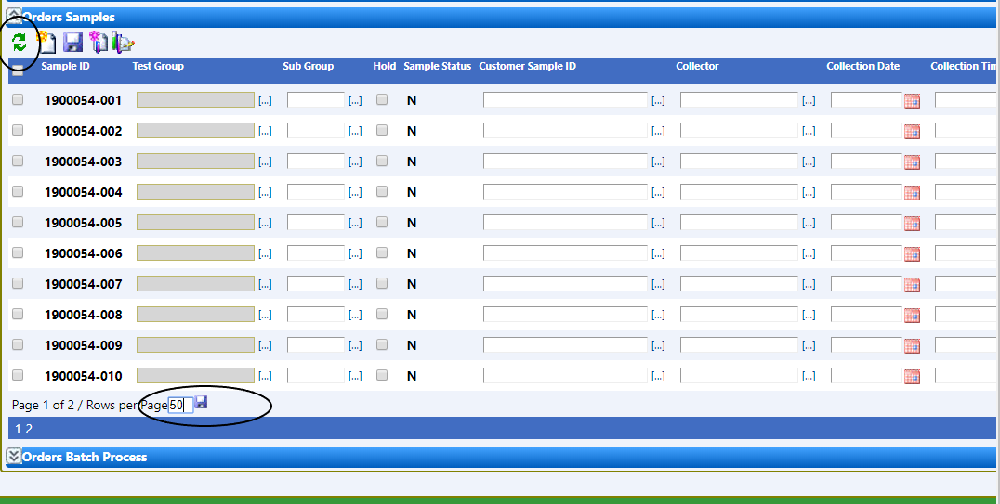 Orders Samples
Sample ID Test Group Sub Group Hold Sample Status Customer Sample ID Collector Collection Date Collection Tim
1900054-001 [...] [...] N [...] [...]
1900054-002 [...] [...] N [...] [...]
1900054-003 [...] [...] N [...] [...]
1900054-004 [...] [...] N [...] [...]
1900054-005 [...] [...] N [...] [...]
1900054-006 [...] [...] N [...] [...]
1900054-007 [...] [...] N [...] [...]
1900054-008 [...] [...] N [...] [...]
1900054-009 [...] [...] N [...] [...]
1900054-010 [...] [...] N [...] [...]
Page 1 of 2 / Rows per Page 50
1 2
Orders Batch Process